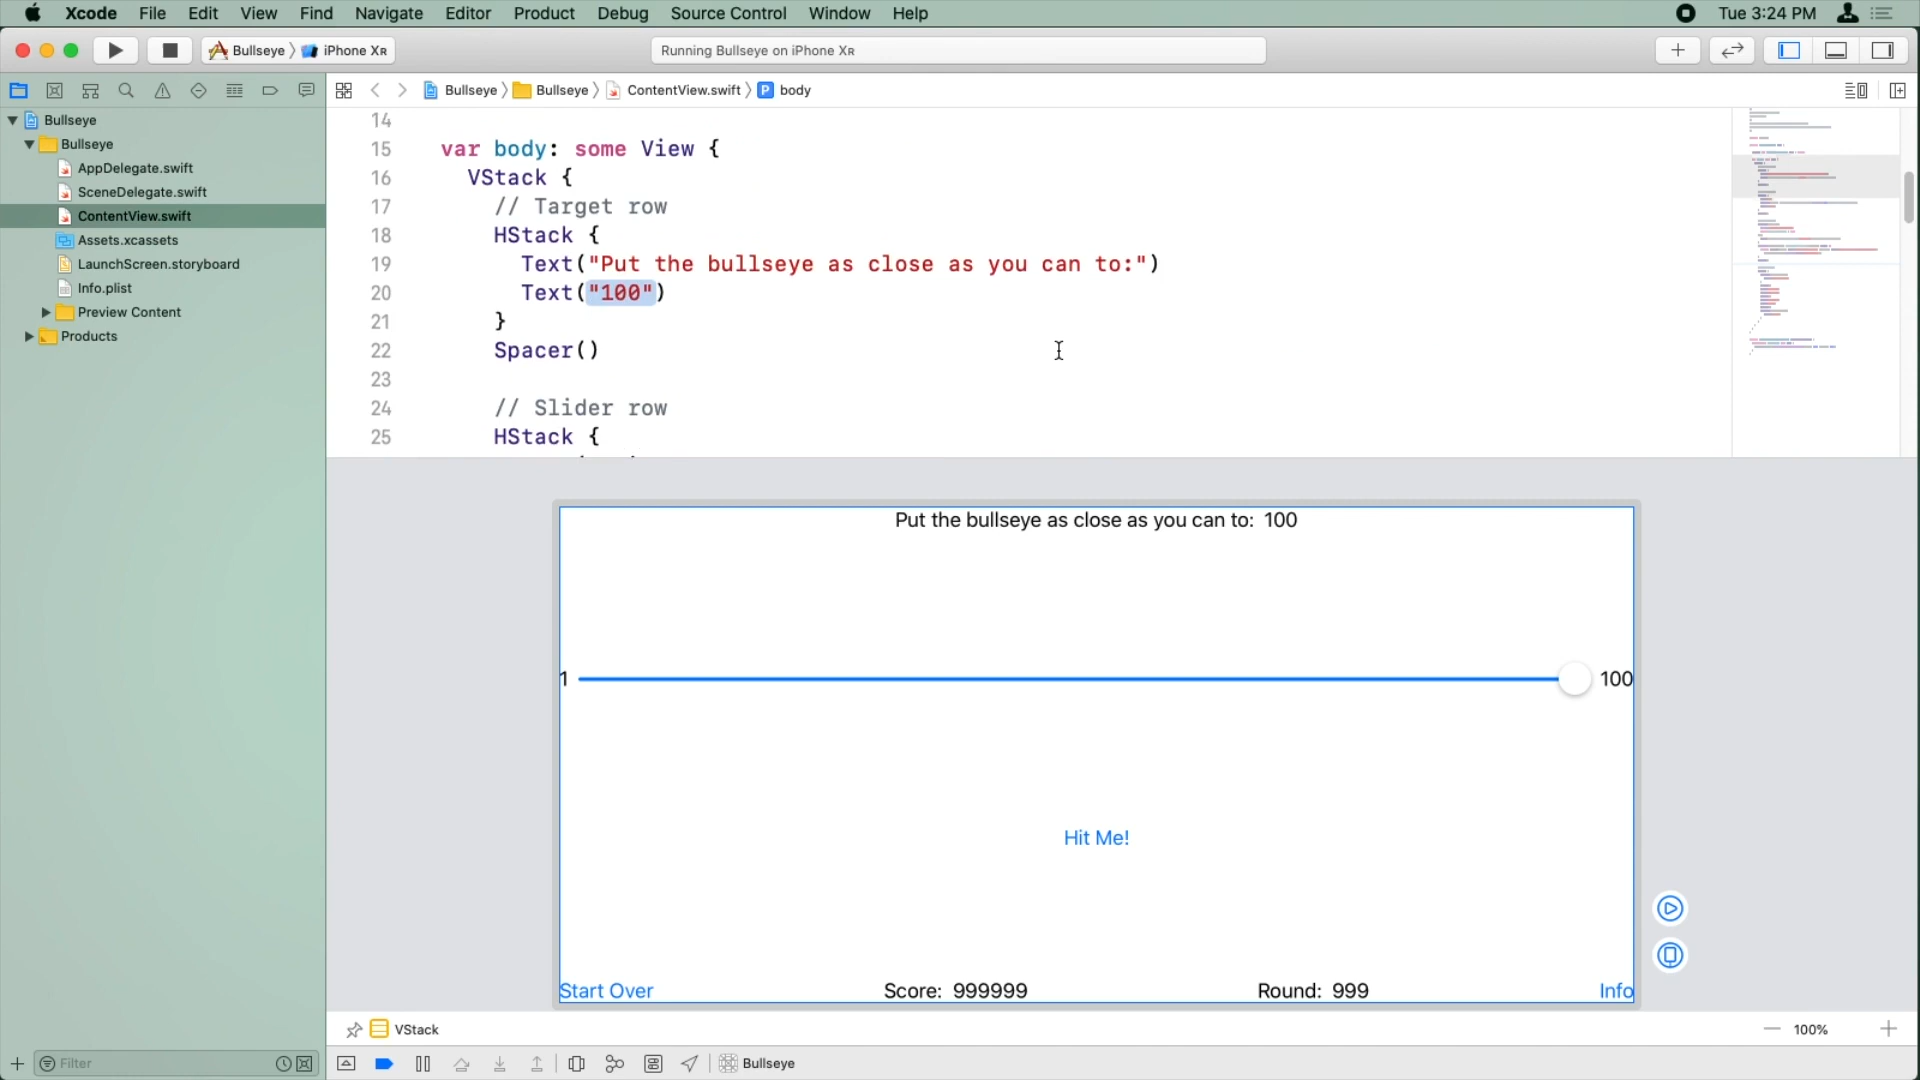 Xcode File Edit View Find Navigate Editor Product Debug Source Control Window Help Tue 3:24 PM
Bullseye iPhone XR Running Bullseye on iPhone XR
Bullseye Bullseye ContentView.swift P body
Bullseye
Bullseye
AppDelegate.swift
SceneDelegate.swift
ContentView.swift
Assets.xcassets
LaunchScreen.storyboard
Info.plist
Preview Content
Products
14
15 var body: some View {
16 VStack {
17 // Target row
18 HStack {
19 Text("Put the bullseye as close as you can to:")
20 Text("100")
21 }
22 Spacer()
23
24 // Slider row
25 HStack {
Put the bullseye as close as you can to: 100
1 100
Hit Me!
Start Over Score: 999999 Round: 999 Info
VStack 100%
Filter Bullseye